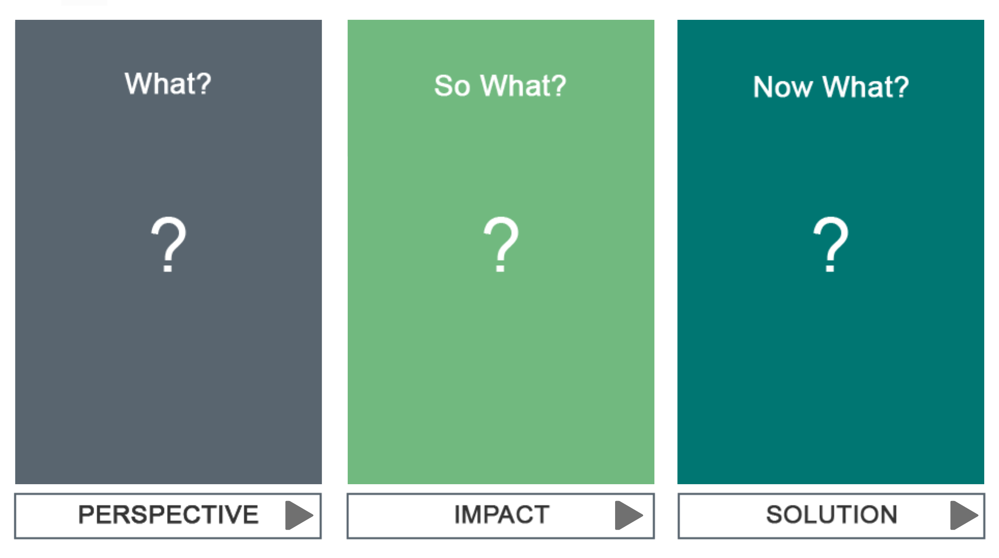 What?
?
PERSPECTIVE
So What?
?
IMPACT
Now What?
?
SOLUTION